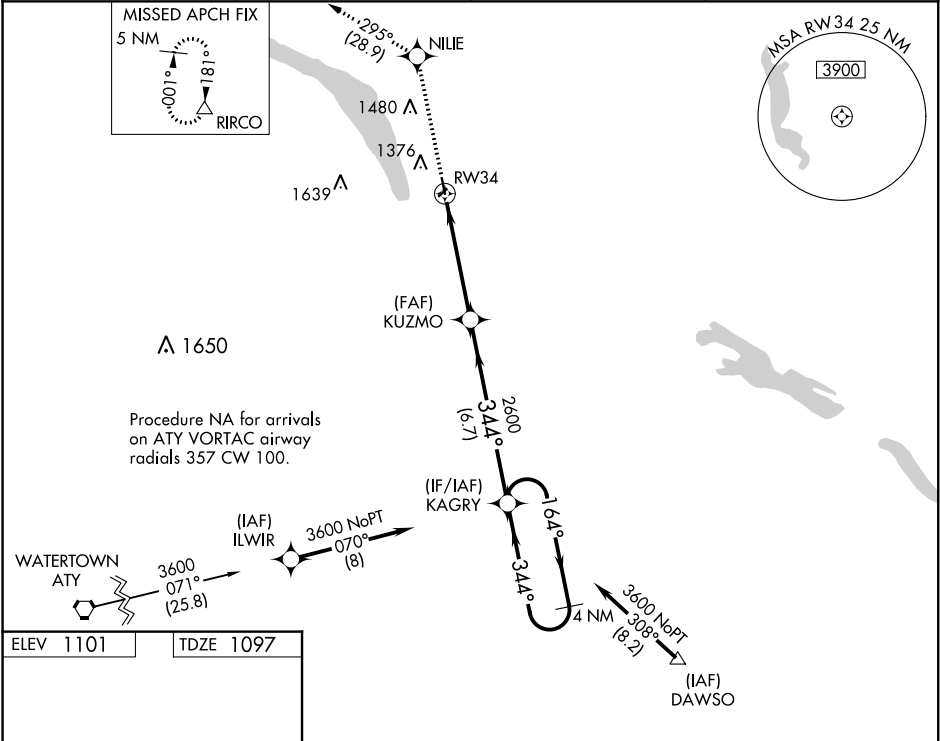 MISSED APCH FIX
5 NM
001°
181°
RIRCO
295°
(28.9)
NILIE
1480
1376
1639
RW34
MSA RW34 25 NM
3900
(FAF)
KUZMO
1650
2600
344°
(6.7)
Procedure NA for arrivals
on ATY VORTAC airway
radials 357 CW 100.
(IF/IAF)
KAGRY
164°
344°
4 NM
(IAF)
ILWIR
3600 NoPT
070°
(8)
WATERTOWN
ATY
3600
071°
(25.8)
3600 NoPT
308°
(8.2)
(IAF)
DAWSO
ELEV 1101
TDZE 1097